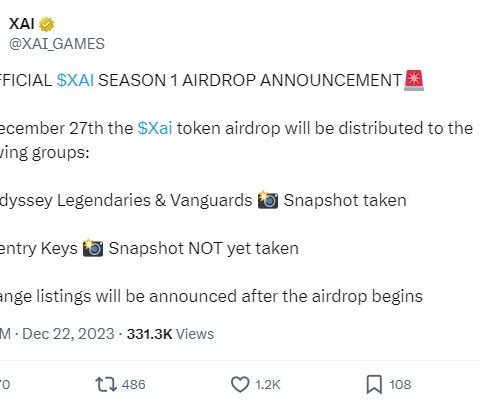 XAI
@XAI_GAMES
FFICIAL $XAI SEASON 1 AIRDROP ANNOUNCEMENT🚨
ecember 27th the $Xai token airdrop will be distributed to the
wing groups:
dyssey Legendaries & Vanguards 📸 Snapshot taken
entry Keys 📸 Snapshot NOT yet taken
ange listings will be announced after the airdrop begins
M · Dec 22, 2023 · 331.3K Views
0 486 1.2K 108